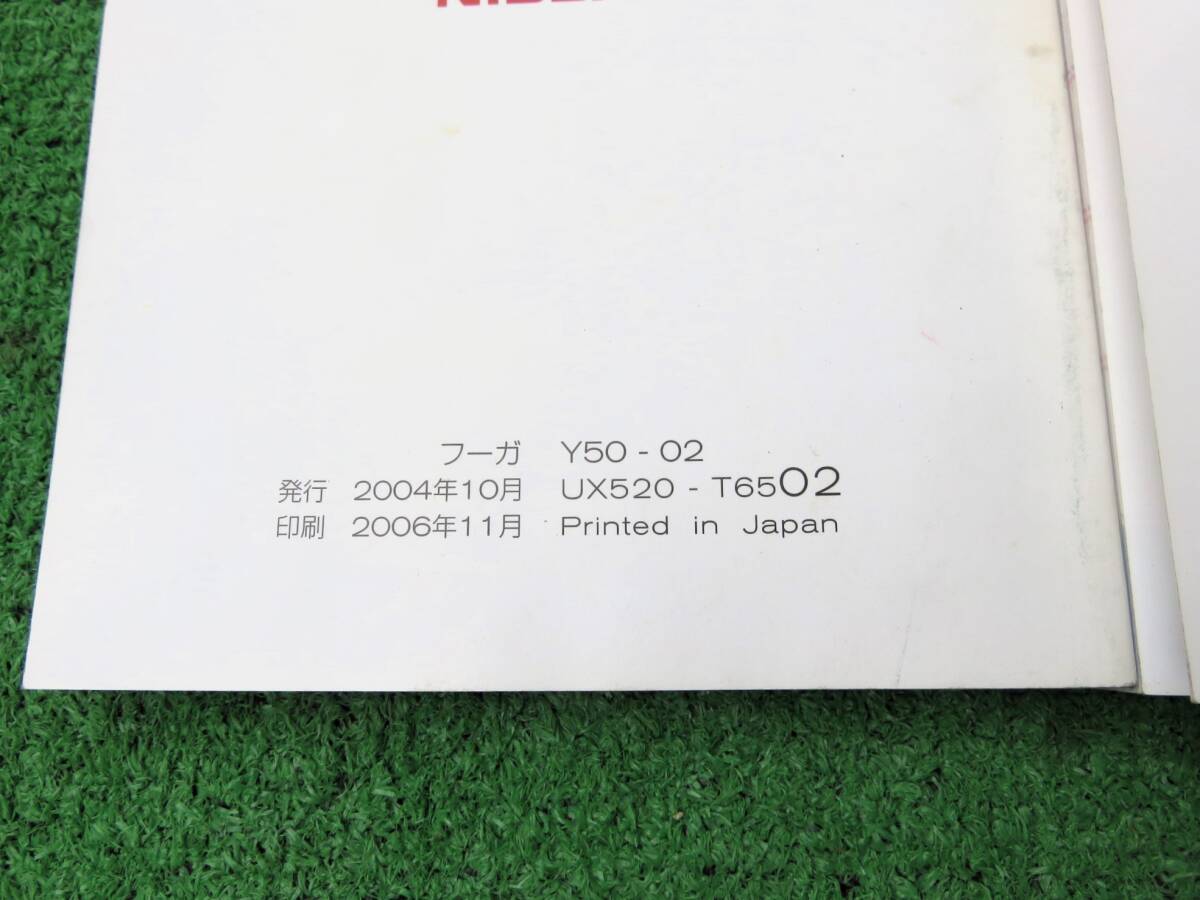 フーガ Y50 - 02
発行 2004年10月 UX520 - T6502
印刷 2006年11月 Printed in Japan